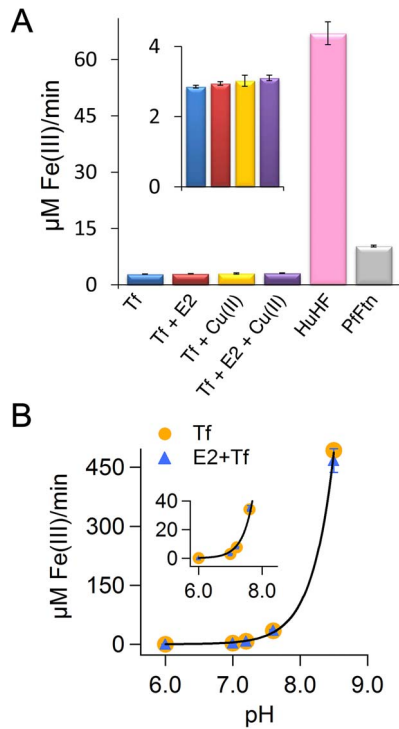 A
µM Fe(III)/min
60
45
30
15
0
4
2
0
Tf
Tf + E2
Tf + Cu(II)
Tf + E2 + Cu(II)
HuHF
PfFtn
B
Tf
E2+Tf
µM Fe(III)/min
450
300
150
0
40
20
0
6.0 8.0
6.0 7.0 8.0 9.0
pH